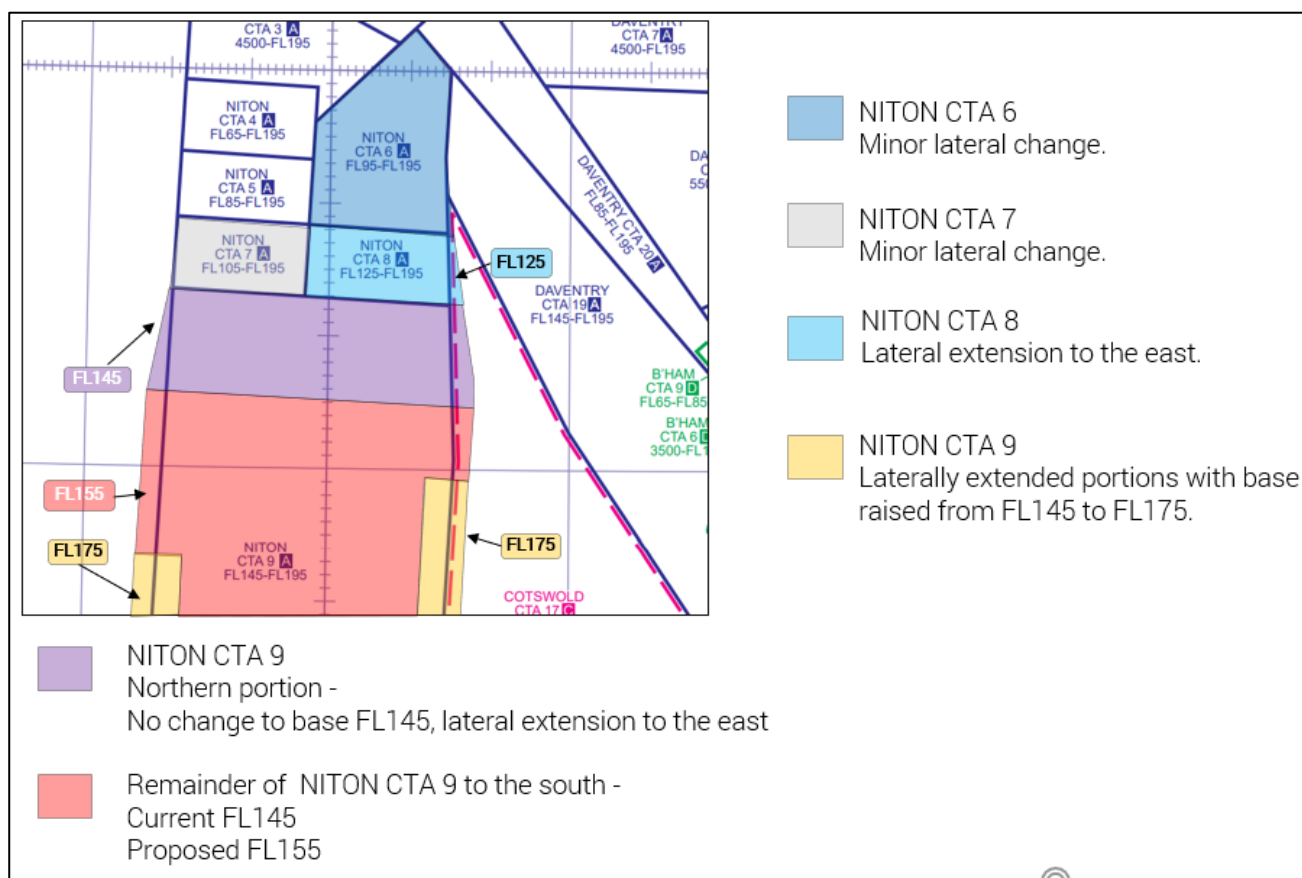 CTA 3 A
4500-FL195
DAVENTRY
CTA 7 A
4500-FL195
NITON
CTA 4 A
FL65-FL195
NITON
CTA 6 A
FL95-FL195
NITON
CTA 5 A
FL85-FL195
DA
C
550
DAVENTRY CTA 20 A
FL85-FL195
NITON
CTA 7 A
FL105-FL195
NITON
CTA 8 A
FL125-FL195
FL125
DAVENTRY
CTA 19 A
FL145-FL195
FL145
B'HAM
CTA 9 D
FL65-FL85
B'HAM
CTA 6 D
3500-FL1
FL155
FL175
NITON
CTA 9 A
FL145-FL195
FL175
COTSWOLD
CTA 17 C
NITON CTA 6
Minor lateral change.
NITON CTA 7
Minor lateral change.
NITON CTA 8
Lateral extension to the east.
NITON CTA 9
Laterally extended portions with base
raised from FL145 to FL175.
NITON CTA 9
Northern portion -
No change to base FL145, lateral extension to the east
Remainder of NITON CTA 9 to the south -
Current FL145
Proposed FL155